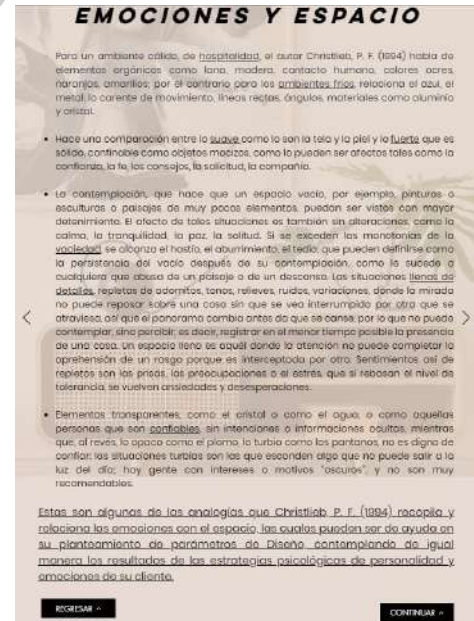 EMOCIONES Y ESPACIO
Para un ambiente cálido, de hospitalidad, el autor Christlieb, P. F. (1994) habla de
elementos orgánicos como lana, madera, contacto humano, colores ocres,
naranjas, amarillos; por el contrario para los ambientes fríos, relaciona el azul, el
metal, lo carente de movimiento, líneas rectas, ángulos, materiales como aluminio
y cristal.
• Hace una comparación entre lo suave como lo son la tela y la piel y lo fuerte que es
sólido, confinable como objetos macizos, como lo pueden ser afectos tales como la
confianza, la fe, los consejos, la solicitud, la compañía.
• La contemplación, que hace que un espacio vacío, por ejemplo, pinturas o
esculturas o paisajes de muy pocos elementos, puedan ser vistos con mayor
detenimiento. El efecto de tales situaciones es también sin alteraciones, como la
calma, la tranquilidad, la paz, la solitud. Si se exceden las monotonías de la
vaciedad, se alcanza el hastío, el aburrimiento, el tedio, que pueden definirse como
la persistencia del vacío después de su contemplación, como le sucede a
cualquiera que abusa de un paisaje o de un descanso. Las situaciones llenas de
detalles, repletas de adornitos, tonos, relieves, ruidos, variaciones, donde la mirada
no puede reposar sobre una cosa sin que se vea interrumpida por otra que se
atraviesa, así que el panorama cambia antes de que se canse, por lo que no puede
contemplar, sino percibir, es decir, registrar en el menor tiempo posible la presencia
de una cosa. Un espacio lleno es aquél donde la atención no puede completar la
aprehensión de un rasgo porque es interceptada por otro. Sentimientos así de
repletos son las prisas, las preocupaciones o el estrés, que si rebasan el nivel de
tolerancia, se vuelven ansiedades y desesperaciones.
• Elementos transparentes, como el cristal o como el agua, o como aquellas
personas que son confiables, sin intenciones o informaciones ocultas, mientras
que, al revés, lo opaco como el plomo, lo turbio como los pantanos, no es digno de
confiar; las situaciones turbias son las que esconden algo que no puede salir a la
luz del día; hay gente con intereses o motivos "oscuros", y no son muy
recomendables.
Estas son algunas de las analogías que Christlieb, P. F. (1994) recopila y
relaciona las emociones con el espacio, las cuales pueden ser de ayuda en
su planteamiento de parámetros de Diseño, contemplando de igual
manera los resultados de las estrategias psicológicas de personalidad y
emociones de su cliente.
REGRESAR ^
CONTINUAR ^